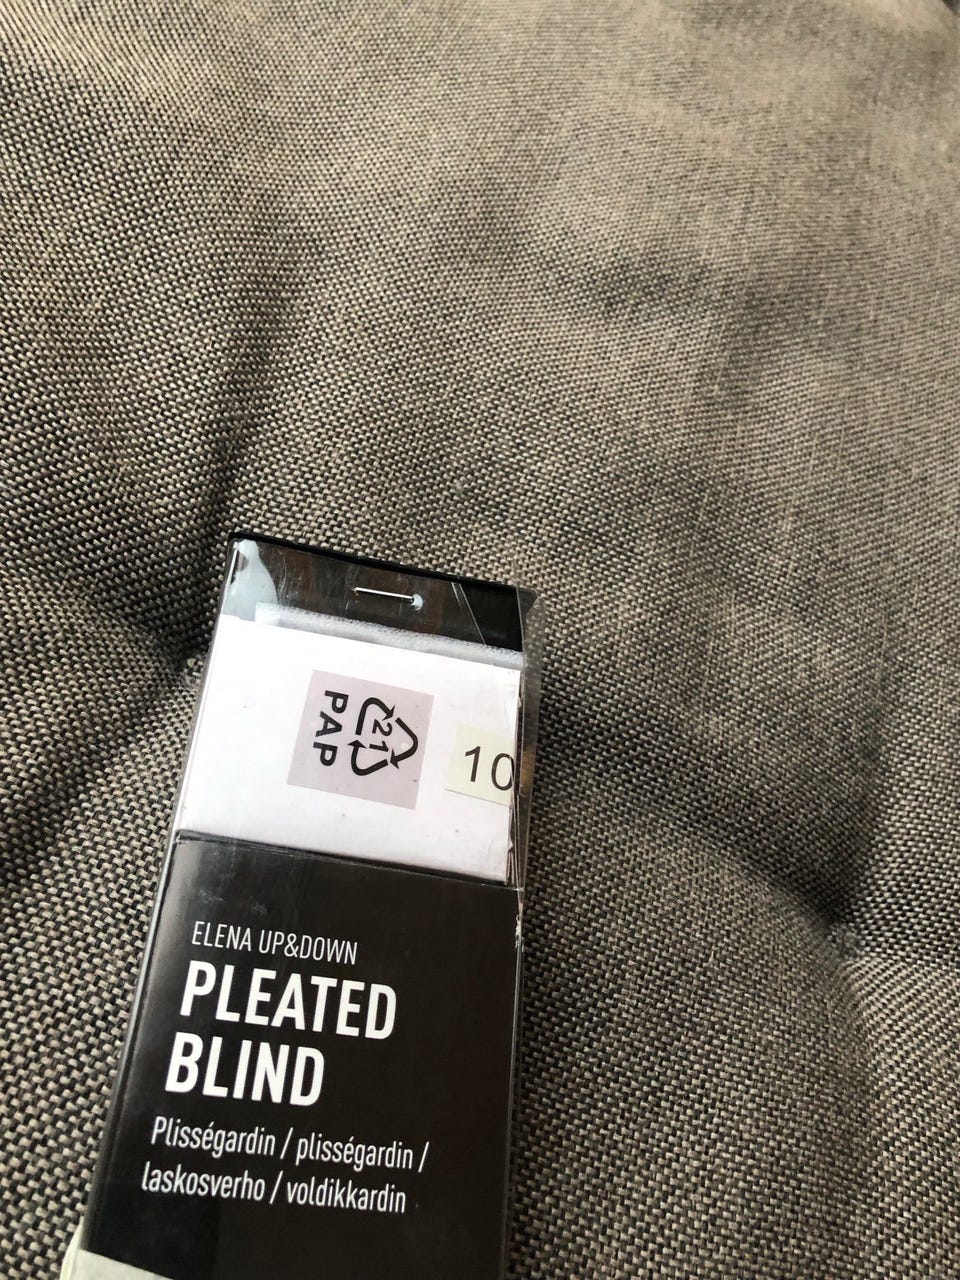 21
PAP
10
ELENA UP&DOWN
PLEATED
BLIND
Plisségardin / plisségardin /
laskosverho / voldikkardin